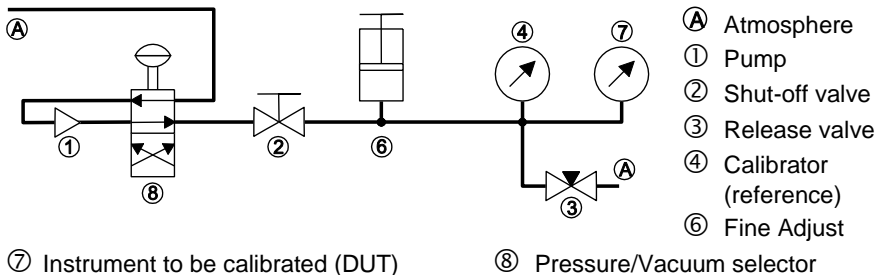 Ⓐ
④
⑦
①
②
⑥
⑧
Ⓐ
③
Ⓐ Atmosphere
① Pump
② Shut-off valve
③ Release valve
④ Calibrator
(reference)
⑥ Fine Adjust
⑦ Instrument to be calibrated (DUT)
⑧ Pressure/Vacuum selector